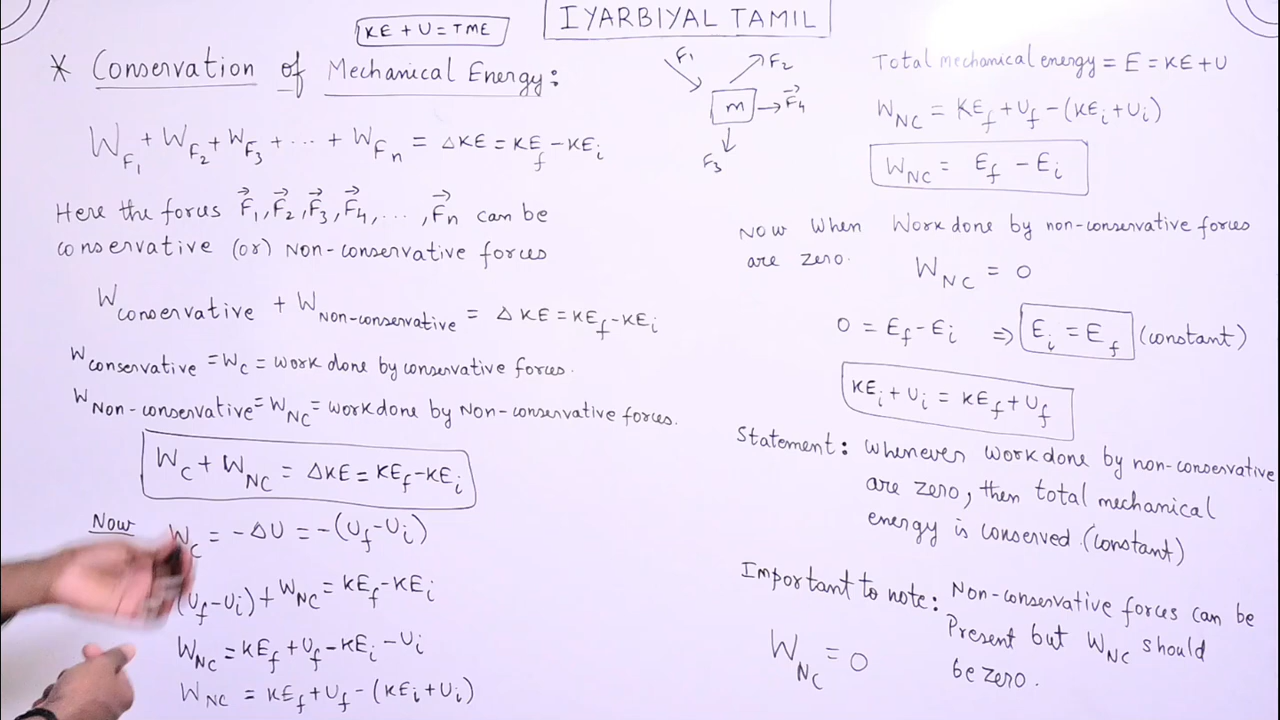 KE + U = TME
IYARBIYAL TAMIL
* Conservation of Mechanical Energy:
W_F₁ + W_F₂ + W_F₃ + ... + W_Fn = ΔKE = KE_f - KE_i
Here the forces F⃗₁, F⃗₂, F⃗₃, F⃗₄, ..., F⃗n can be
conservative (or) Non-conservative forces
W_conservative + W_Non-conservative = ΔKE = KE_f - KE_i
W_conservative = W_C = work done by conservative forces.
W_Non-conservative = W_NC = work done by Non-conservative forces.
W_C + W_NC = ΔKE = KE_f - KE_i
Now W_C = -ΔU = -(U_f - U_i)
(U_f - U_i) + W_NC = KE_f - KE_i
W_NC = KE_f + U_f - KE_i - U_i
W_NC = KE_f + U_f - (KE_i + U_i)
F₁
F₂
m
F⃗₄
F₃
Total mechanical energy = E = KE + U
W_NC = KE_f + U_f - (KE_i + U_i)
W_NC = E_f - E_i
Now When Work done by non-conservative forces
are zero. W_NC = 0
0 = E_f - E_i ⇒ E_i = E_f (constant)
KE_i + U_i = KE_f + U_f
Statement: Whenever work done by non-conservative
are zero, then total mechanical
energy is conserved. (constant)
Important to note: Non-conservative forces can be
Present but W_NC should
be zero.
W_NC = 0